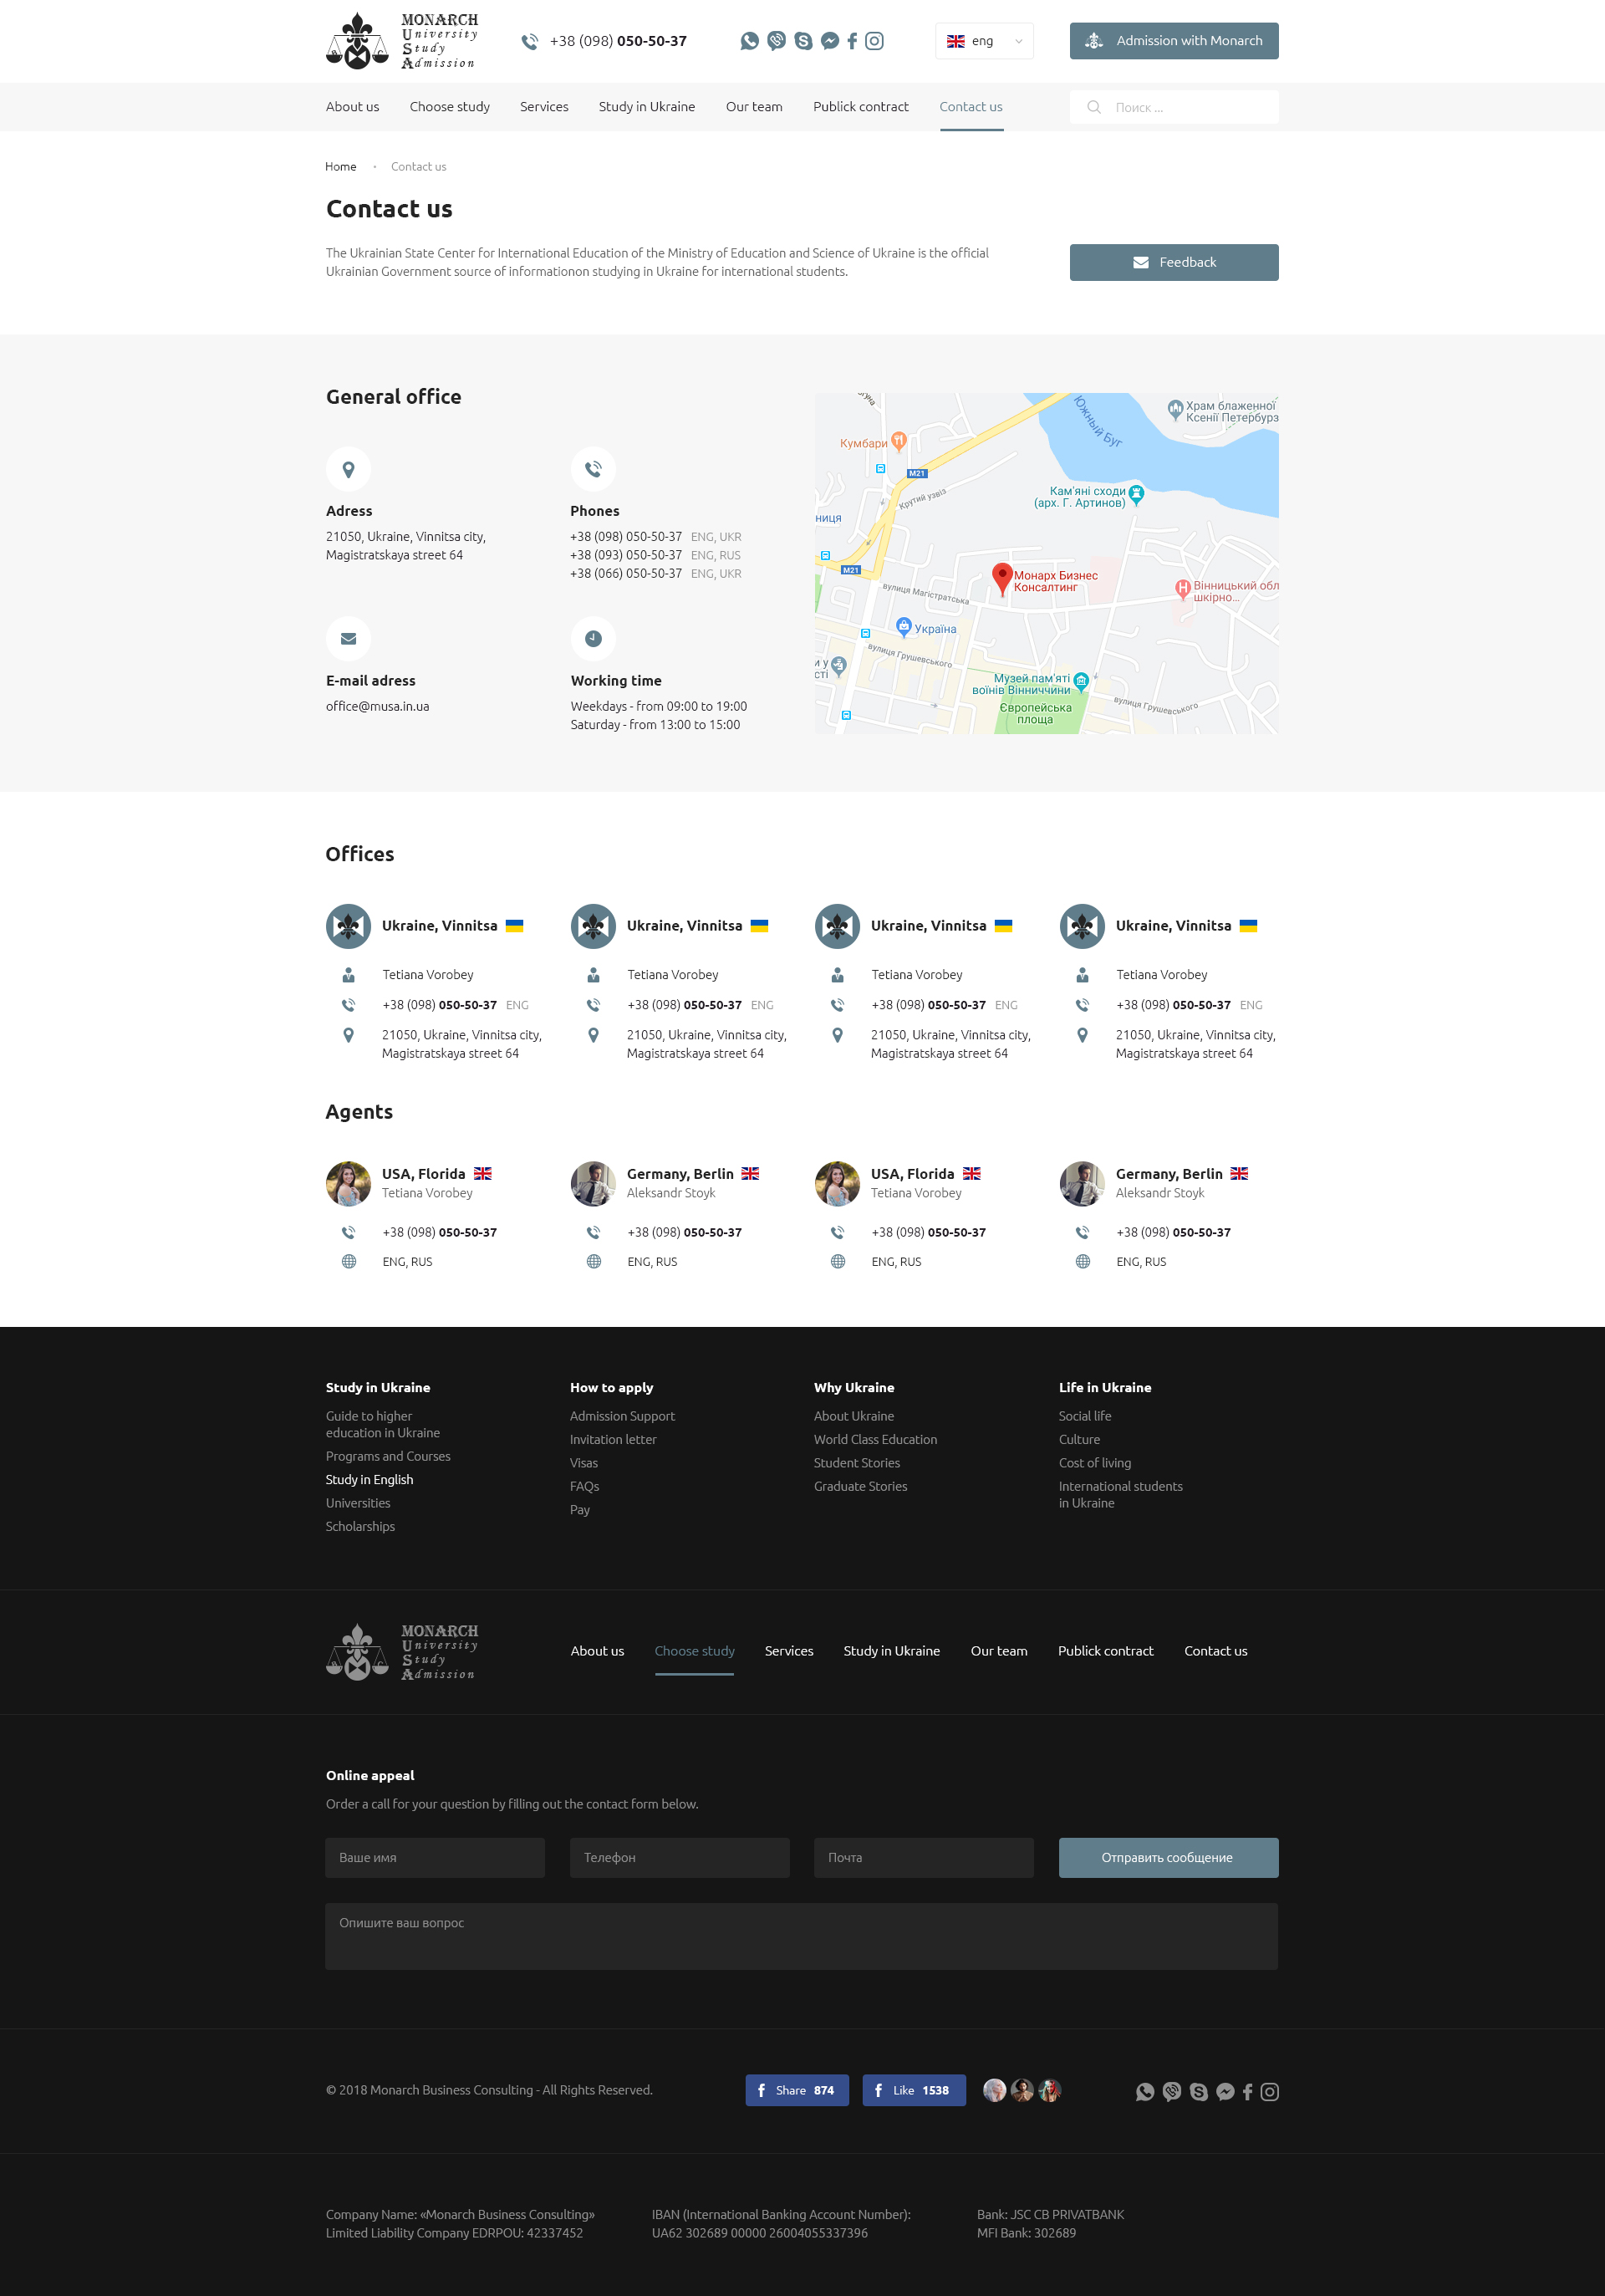 MONARCH
University
Study
Admission
+38 (098) 050-50-37
eng
Admission with Monarch
About us
Choose study
Services
Study in Ukraine
Our team
Publick contract
Contact us
Поиск ...
Home
Contact us
Contact us
The Ukrainian State Center for International Education of the Ministry of Education and Science of Ukraine is the official
Ukrainian Government source of informationon studying in Ukraine for international students.
Feedback
General office
Adress
21050, Ukraine, Vinnitsa city,
Magistratskaya street 64
Phones
+38 (098) 050-50-37 ENG, UKR
+38 (093) 050-50-37 ENG, RUS
+38 (066) 050-50-37 ENG, UKR
E-mail adress
office@musa.in.ua
Working time
Weekdays - from 09:00 to 19:00
Saturday - from 13:00 to 15:00
Южный Буг
Храм блаженної
Ксенії Петербурз
Кумбари
M21
Крутий узвіз
Кам'яні сходи
(арх. Г. Артинов)
ниця
M21
Монарх Бизнес
Консалтинг
Вінницький обл
шкірно...
вулиця Магістратська
Україна
вулиця Грушевського
и у
сті
Музей пам'яті
воїнів Вінниччини
Європейська
площа
вулиця Грушевського
Offices
Ukraine, Vinnitsa
Tetiana Vorobey
+38 (098) 050-50-37 ENG
21050, Ukraine, Vinnitsa city,
Magistratskaya street 64
Ukraine, Vinnitsa
Tetiana Vorobey
+38 (098) 050-50-37 ENG
21050, Ukraine, Vinnitsa city,
Magistratskaya street 64
Ukraine, Vinnitsa
Tetiana Vorobey
+38 (098) 050-50-37 ENG
21050, Ukraine, Vinnitsa city,
Magistratskaya street 64
Ukraine, Vinnitsa
Tetiana Vorobey
+38 (098) 050-50-37 ENG
21050, Ukraine, Vinnitsa city,
Magistratskaya street 64
Agents
USA, Florida
Tetiana Vorobey
+38 (098) 050-50-37
ENG, RUS
Germany, Berlin
Aleksandr Stoyk
+38 (098) 050-50-37
ENG, RUS
USA, Florida
Tetiana Vorobey
+38 (098) 050-50-37
ENG, RUS
Germany, Berlin
Aleksandr Stoyk
+38 (098) 050-50-37
ENG, RUS
Study in Ukraine
Guide to higher
education in Ukraine
Programs and Courses
Study in English
Universities
Scholarships
How to apply
Admission Support
Invitation letter
Visas
FAQs
Pay
Why Ukraine
About Ukraine
World Class Education
Student Stories
Graduate Stories
Life in Ukraine
Social life
Culture
Cost of living
International students
in Ukraine
MONARCH
University
Study
Admission
About us
Choose study
Services
Study in Ukraine
Our team
Publick contract
Contact us
Online appeal
Order a call for your question by filling out the contact form below.
Ваше имя
Телефон
Почта
Отправить сообщение
Опишите ваш вопрос
© 2018 Monarch Business Consulting - All Rights Reserved.
Share 874
Like 1538
Company Name: «Monarch Business Consulting»
Limited Liability Company EDRPOU: 42337452
IBAN (International Banking Account Number):
UA62 302689 00000 26004055337396
Bank: JSC CB PRIVATBANK
MFI Bank: 302689